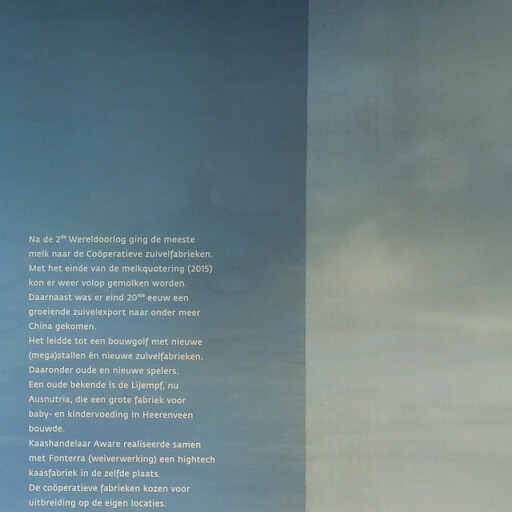 Na de 2de Wereldoorlog ging de meeste
melk naar de Coöperatieve zuivelfabrieken.
Met het einde van de melkquotering (2015)
kon er weer volop gemolken worden.
Daarnaast was er eind 20ste eeuw een
groeiende zuivelexport naar onder meer
China gekomen.
Het leidde tot een bouwgolf met nieuwe
(mega)stallen én nieuwe zuivelfabrieken.
Daaronder oude en nieuwe spelers.
Een oude bekende is de Lijempf, nu
Ausnutria, die een grote fabriek voor
baby- en kindervoeding in Heerenveen
bouwde.
Kaashandelaar Aware realiseerde samen
met Fonterra (weiverwerking) een hightech
kaasfabriek in de zelfde plaats.
De coöperatieve fabrieken kozen voor
uitbreiding op de eigen locaties.